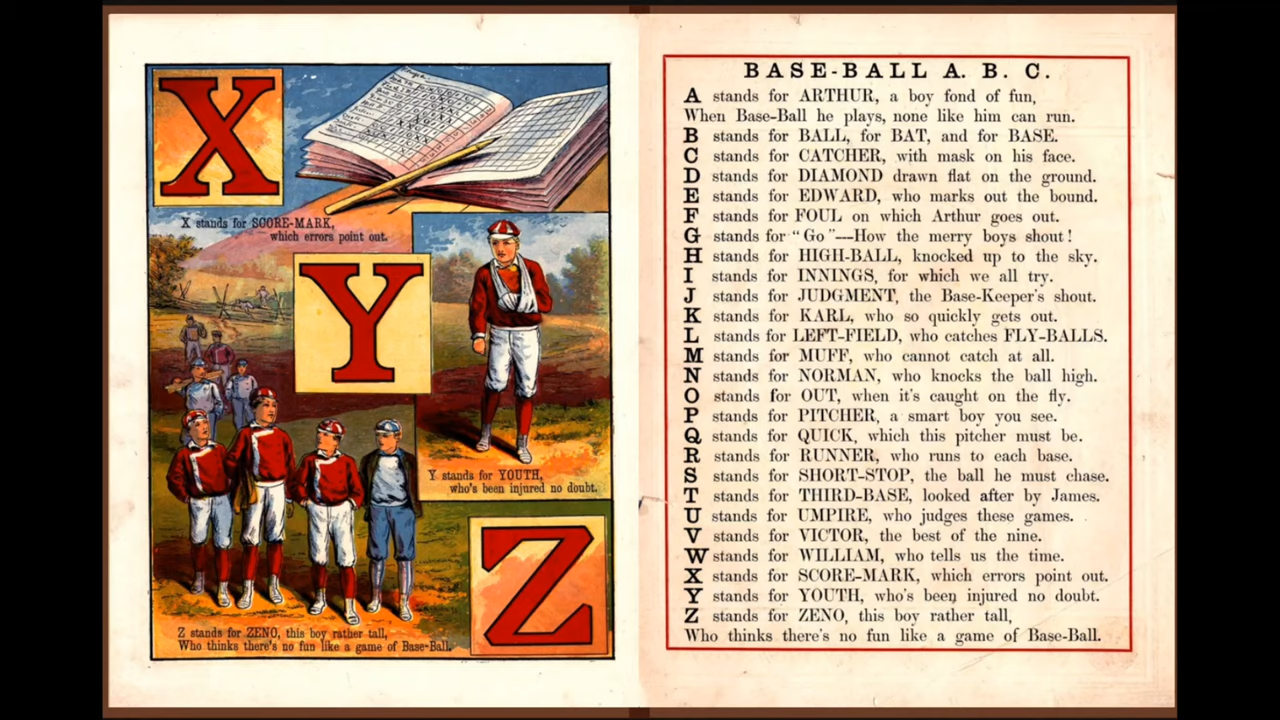 X
X stands for SCORE-MARK,
which errors point out.
Y
Y stands for YOUTH,
who's been injured no doubt.
Z
Z stands for ZENO, this boy rather tall,
Who thinks there's no fun like a game of Base-Ball.
BASE-BALL A. B. C.
A stands for ARTHUR, a boy fond of fun,
When Base-Ball he plays, none like him can run.
B stands for BALL, for BAT, and for BASE.
C stands for CATCHER, with mask on his face.
D stands for DIAMOND drawn flat on the ground.
E stands for EDWARD, who marks out the bound.
F stands for FOUL on which Arthur goes out.
G stands for "Go"—How the merry boys shout!
H stands for HIGH-BALL, knocked up to the sky.
I stands for INNINGS, for which we all try.
J stands for JUDGMENT, the Base-Keeper's shout.
K stands for KARL, who so quickly gets out.
L stands for LEFT-FIELD, who catches FLY-BALLS.
M stands for MUFF, who cannot catch at all.
N stands for NORMAN, who knocks the ball high.
O stands for OUT, when it's caught on the fly.
P stands for PITCHER, a smart boy you see.
Q stands for QUICK, which this pitcher must be.
R stands for RUNNER, who runs to each base.
S stands for SHORT-STOP, the ball he must chase.
T stands for THIRD-BASE, looked after by James.
U stands for UMPIRE, who judges these games.
V stands for VICTOR, the best of the nine.
W stands for WILLIAM, who tells us the time.
X stands for SCORE-MARK, which errors point out.
Y stands for YOUTH, who's been injured no doubt.
Z stands for ZENO, this boy rather tall,
Who thinks there's no fun like a game of Base-Ball.